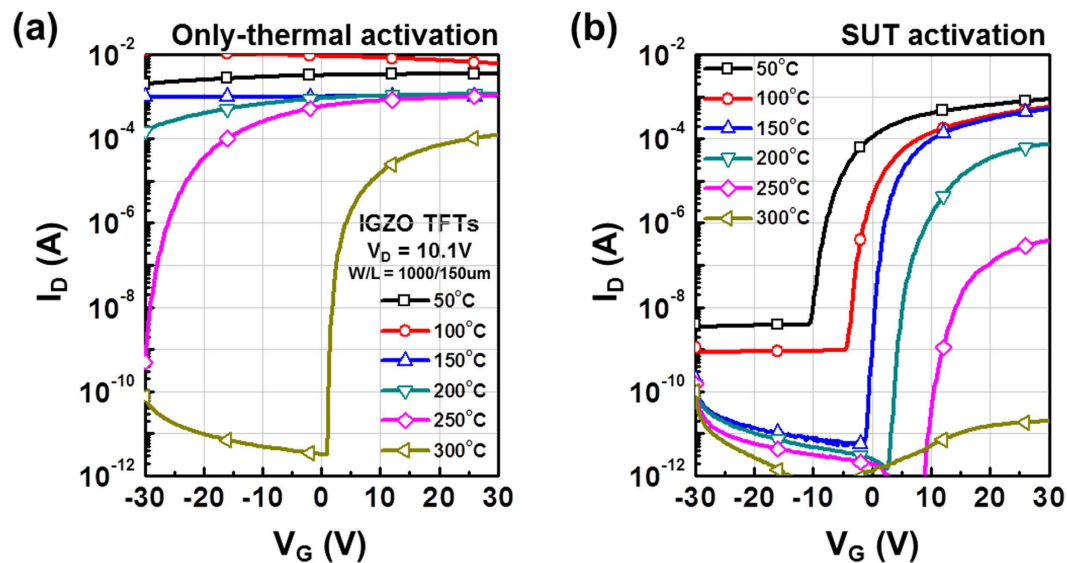 (a)
Only-thermal activation
10⁻²
10⁻⁴
10⁻⁶
10⁻⁸
10⁻¹⁰
10⁻¹²
I_D (A)
IGZO TFTs
V_D = 10.1V
W/L = 1000/150um
50°C
100°C
150°C
200°C
250°C
300°C
-30 -20 -10 0 10 20 30
V_G (V)
(b)
SUT activation
10⁻²
10⁻⁴
10⁻⁶
10⁻⁸
10⁻¹⁰
10⁻¹²
I_D (A)
50°C
100°C
150°C
200°C
250°C
300°C
-30 -20 -10 0 10 20 30
V_G (V)